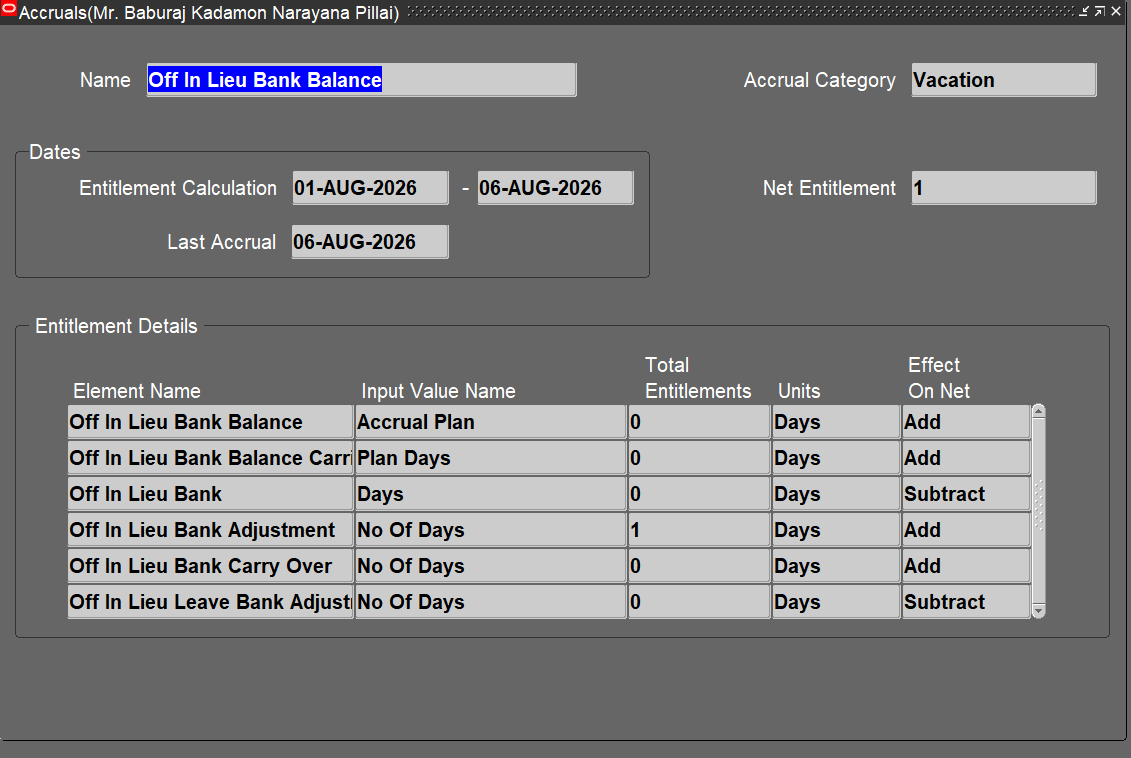 Accruals(Mr. Baburaj Kadamon Narayana Pillai)
Name Off In Lieu Bank Balance Accrual Category Vacation
Dates
Entitlement Calculation 01-AUG-2026 - 06-AUG-2026 Net Entitlement 1
Last Accrual 06-AUG-2026
Entitlement Details
Total Effect
Element Name Input Value Name Entitlements Units On Net
Off In Lieu Bank Balance Accrual Plan 0 Days Add
Off In Lieu Bank Balance Carri Plan Days 0 Days Add
Off In Lieu Bank Days 0 Days Subtract
Off In Lieu Bank Adjustment No Of Days 1 Days Add
Off In Lieu Bank Carry Over No Of Days 0 Days Add
Off In Lieu Leave Bank Adjustr No Of Days 0 Days Subtract